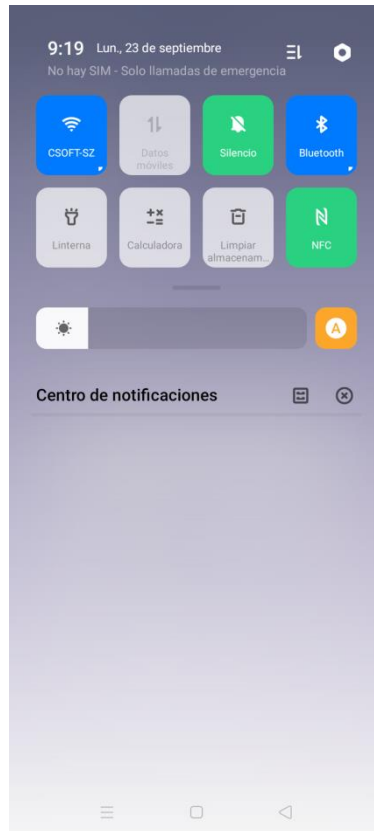 9:19 Lun., 23 de septiembre
No hay SIM - Solo llamadas de emergencia
CSOFT-SZ
Datos
móviles
Silencio
Bluetooth
Linterna
Calculadora
Limpiar
almacenam...
NFC
A
Centro de notificaciones